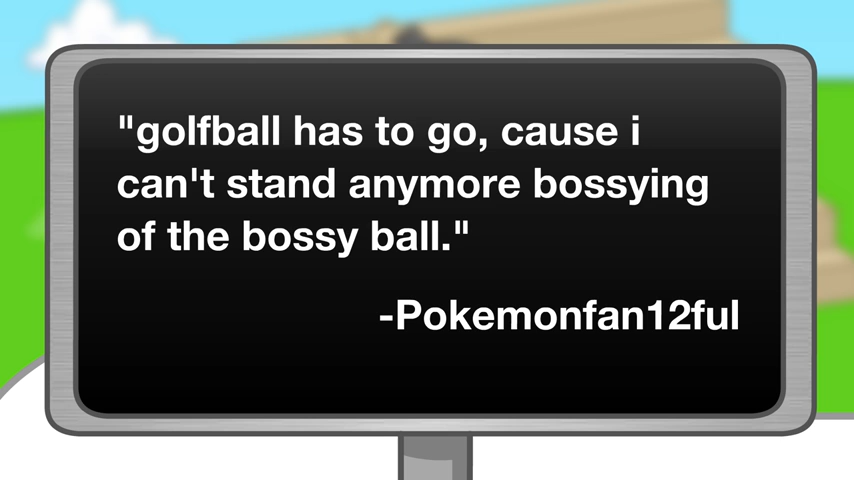 "golfball has to go, cause i
can't stand anymore bossying
of the bossy ball."
-Pokemonfan12ful